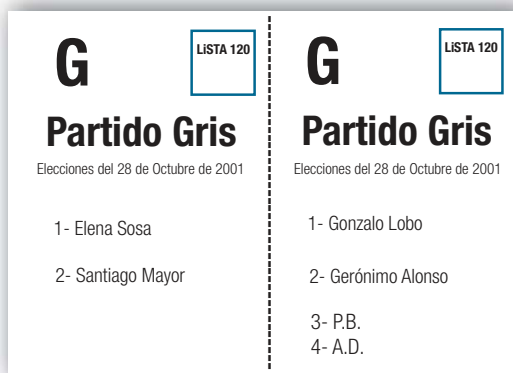 G
LiSTA 120
Partido Gris
Elecciones del 28 de Octubre de 2001
1- Elena Sosa
2- Santiago Mayor
G
LiSTA 120
Partido Gris
Elecciones del 28 de Octubre de 2001
1- Gonzalo Lobo
2- Gerónimo Alonso
3- P.B.
4- A.D.